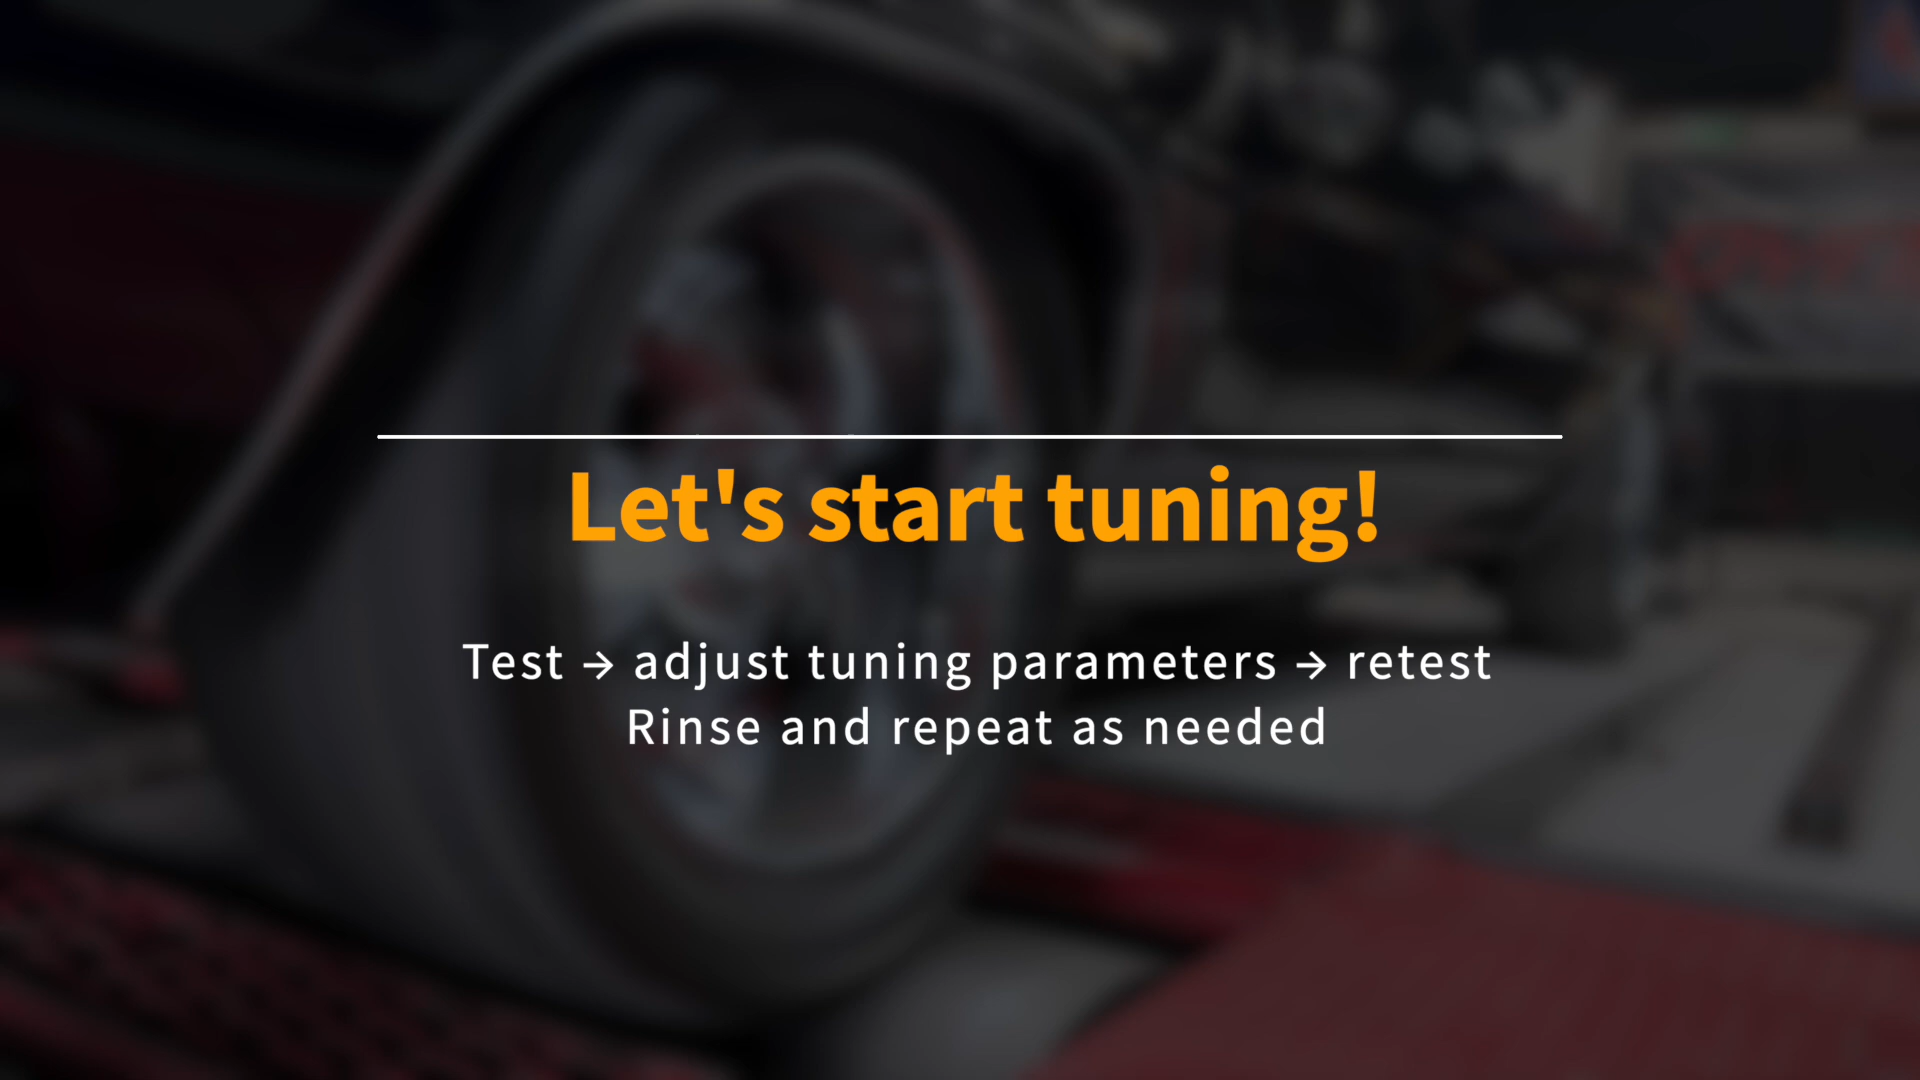 Let's start tuning!
Test → adjust tuning parameters → retest
Rinse and repeat as needed